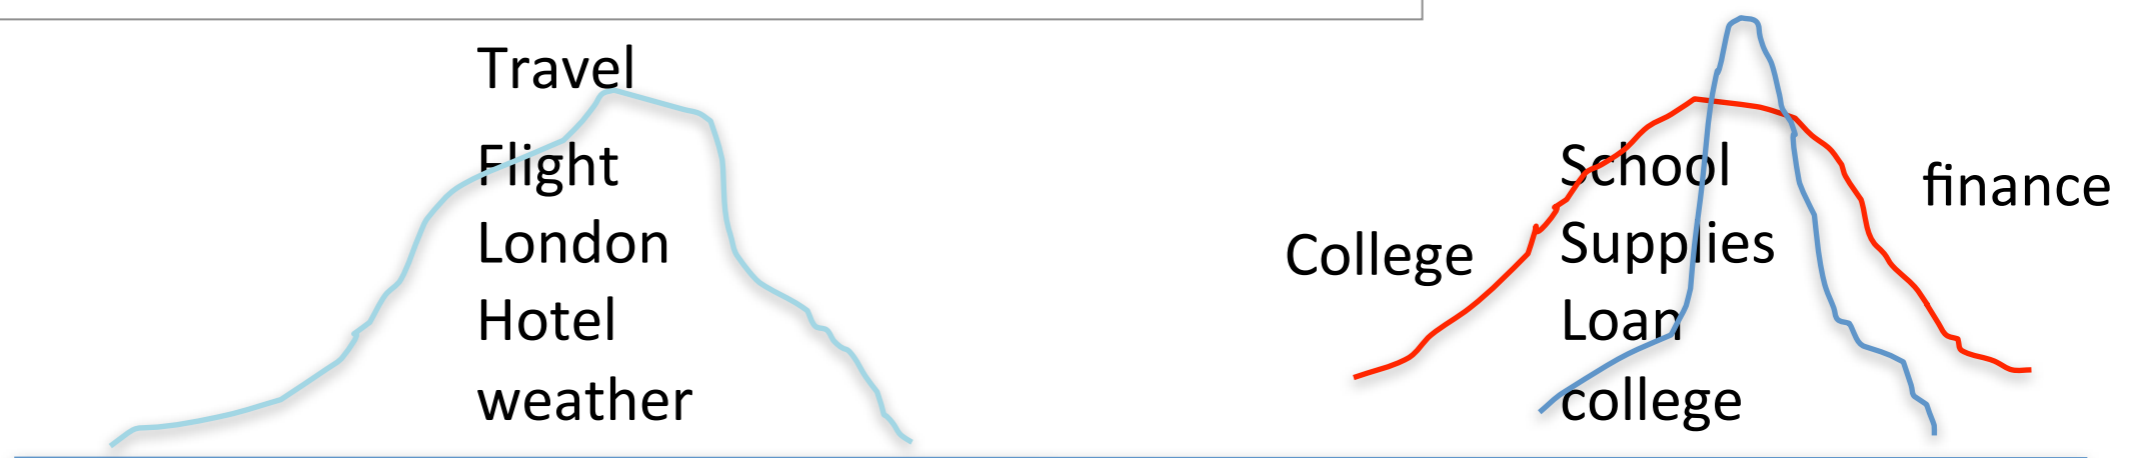 Travel
Flight
London
Hotel
weather
College
School
Supplies
Loan
college
finance